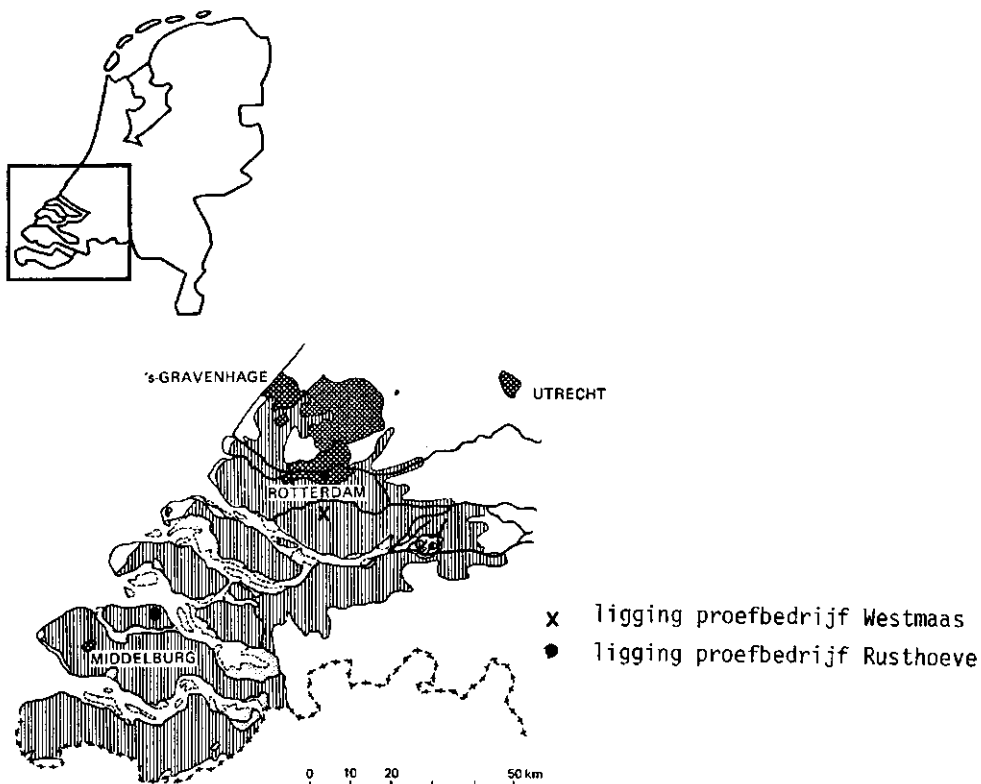 's-GRAVENHAGE
UTRECHT
ROTTERDAM
X
x ligging proefbedrijf Westmaas
● ligging proefbedrijf Rusthoeve
MIDDELBURG
0 10 20 50 km